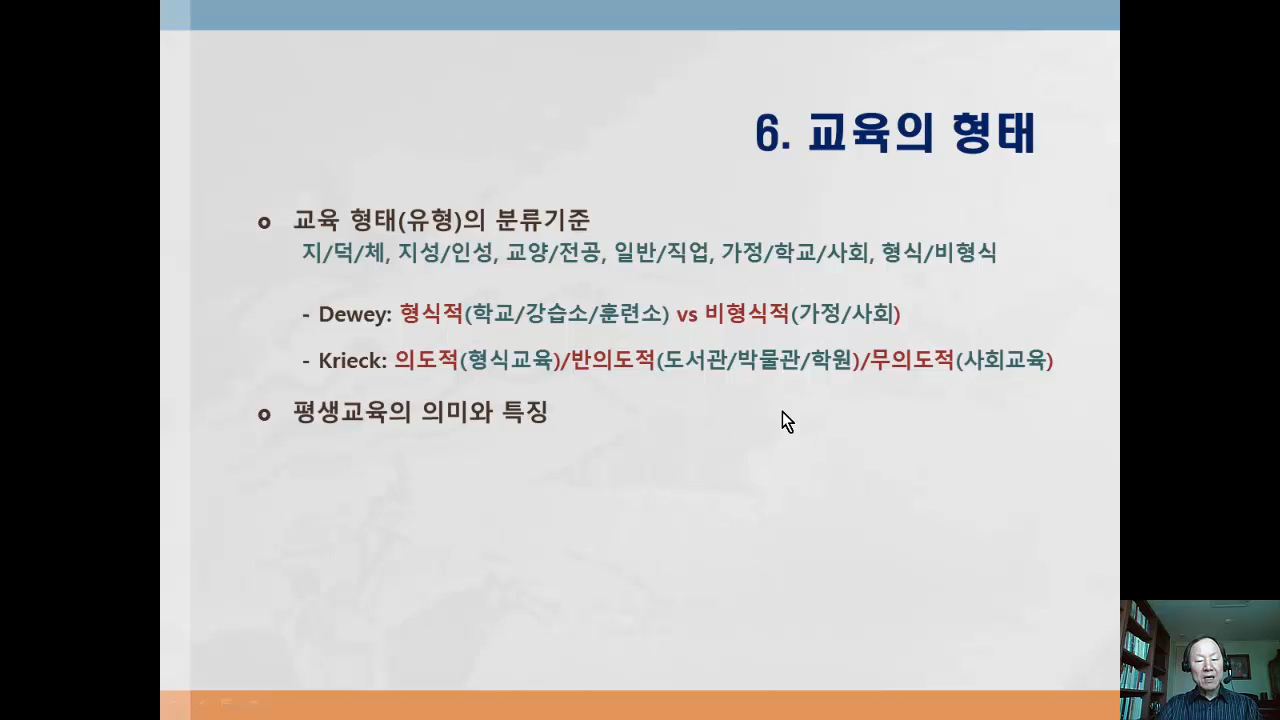 6. 교육의 형태
o 교육 형태(유형)의 분류기준
지/덕/체, 지성/인성, 교양/전공, 일반/직업, 가정/학교/사회, 형식/비형식
- Dewey: 형식적(학교/강습소/훈련소) vs 비형식적(가정/사회)
- Krieck: 의도적(형식교육)/반의도적(도서관/박물관/학원)/무의도적(사회교육)
o 평생교육의 의미와 특징